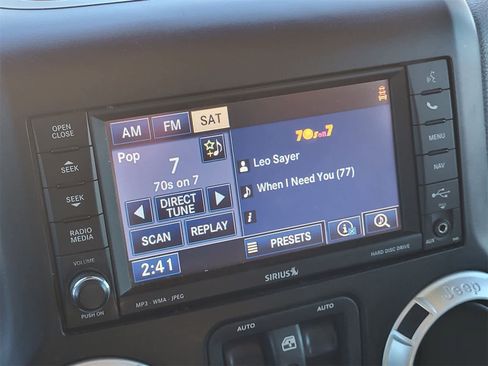 OPEN
CLOSE
SEEK
SEEK
RADIO
MEDIA
VOLUME
PUSH ON
AM FM SAT
Pop
7
70s on 7
DIRECT
TUNE
SCAN REPLAY
2:41
70s on 7
Leo Sayer
When I Need You (77)
i
PRESETS
i
MENU
NAV
AUX
MP3 · WMA · JPEG
SIRIUS
HARD DISC DRIVE
AUTO
AUTO
Jeep